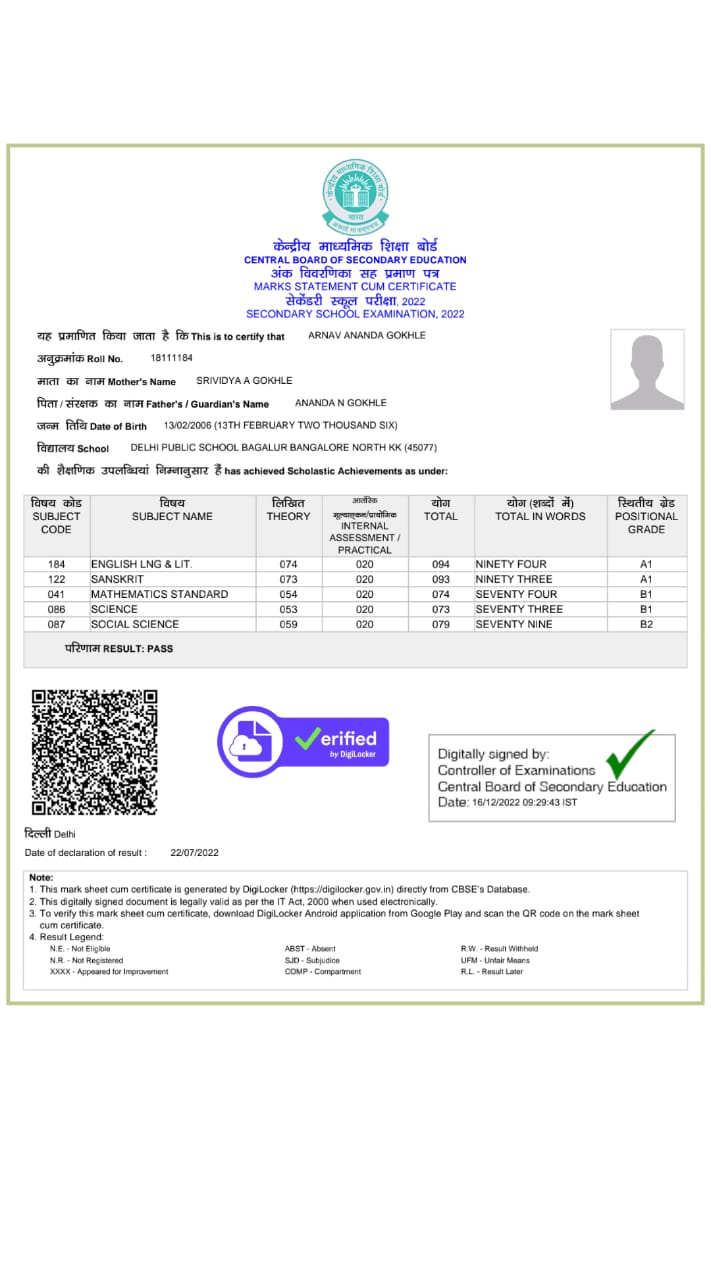 केन्द्रीय माध्यमिक शिक्षा बोर्ड
भारत
असतो मा सद्गमय
केन्द्रीय माध्यमिक शिक्षा बोर्ड
CENTRAL BOARD OF SECONDARY EDUCATION
अंक विवरणिका सह प्रमाण पत्र
MARKS STATEMENT CUM CERTIFICATE
सेकेंडरी स्कूल परीक्षा, 2022
SECONDARY SCHOOL EXAMINATION, 2022
यह प्रमाणित किया जाता है कि This is to certify that ARNAV ANANDA GOKHLE
अनुक्रमांक Roll No. 18111184
माता का नाम Mother's Name SRIVIDYA A GOKHLE
पिता / संरक्षक का नाम Father's / Guardian's Name ANANDA N GOKHLE
जन्म तिथि Date of Birth 13/02/2006 (13TH FEBRUARY TWO THOUSAND SIX)
विद्यालय School DELHI PUBLIC SCHOOL BAGALUR BANGALORE NORTH KK (45077)
की शैक्षणिक उपलब्धियां निम्नानुसार हैं has achieved Scholastic Achievements as under:
विषय कोड SUBJECT CODE विषय SUBJECT NAME लिखित THEORY आतंरिक मूल्याकन/प्रायोगिक INTERNAL ASSESSMENT / PRACTICAL योग TOTAL योग (शब्दों में) TOTAL IN WORDS स्थितीय ग्रेड POSITIONAL GRADE
184 ENGLISH LNG & LIT. 074 020 094 NINETY FOUR A1
122 SANSKRIT 073 020 093 NINETY THREE A1
041 MATHEMATICS STANDARD 054 020 074 SEVENTY FOUR B1
086 SCIENCE 053 020 073 SEVENTY THREE B1
087 SOCIAL SCIENCE 059 020 079 SEVENTY NINE B2
परिणाम RESULT: PASS
erified
by DigiLocker
Digitally signed by:
Controller of Examinations
Central Board of Secondary Education
Date: 16/12/2022 09:29:43 IST
दिल्ली Delhi
Date of declaration of result : 22/07/2022
Note:
1. This mark sheet cum certificate is generated by DigiLocker (https://digilocker.gov.in) directly from CBSE's Database.
2. This digitally signed document is legally valid as per the IT Act, 2000 when used electronically.
3. To verify this mark sheet cum certificate, download DigiLocker Android application from Google Play and scan the QR code on the mark sheet
cum certificate.
4. Result Legend:
N.E. - Not Eligible ABST - Absent R.W. - Result Withheld
N.R. - Not Registered SJD - Subjudice UFM - Unfair Means
XXXX - Appeared for Improvement COMP - Compartment R.L. - Result Later